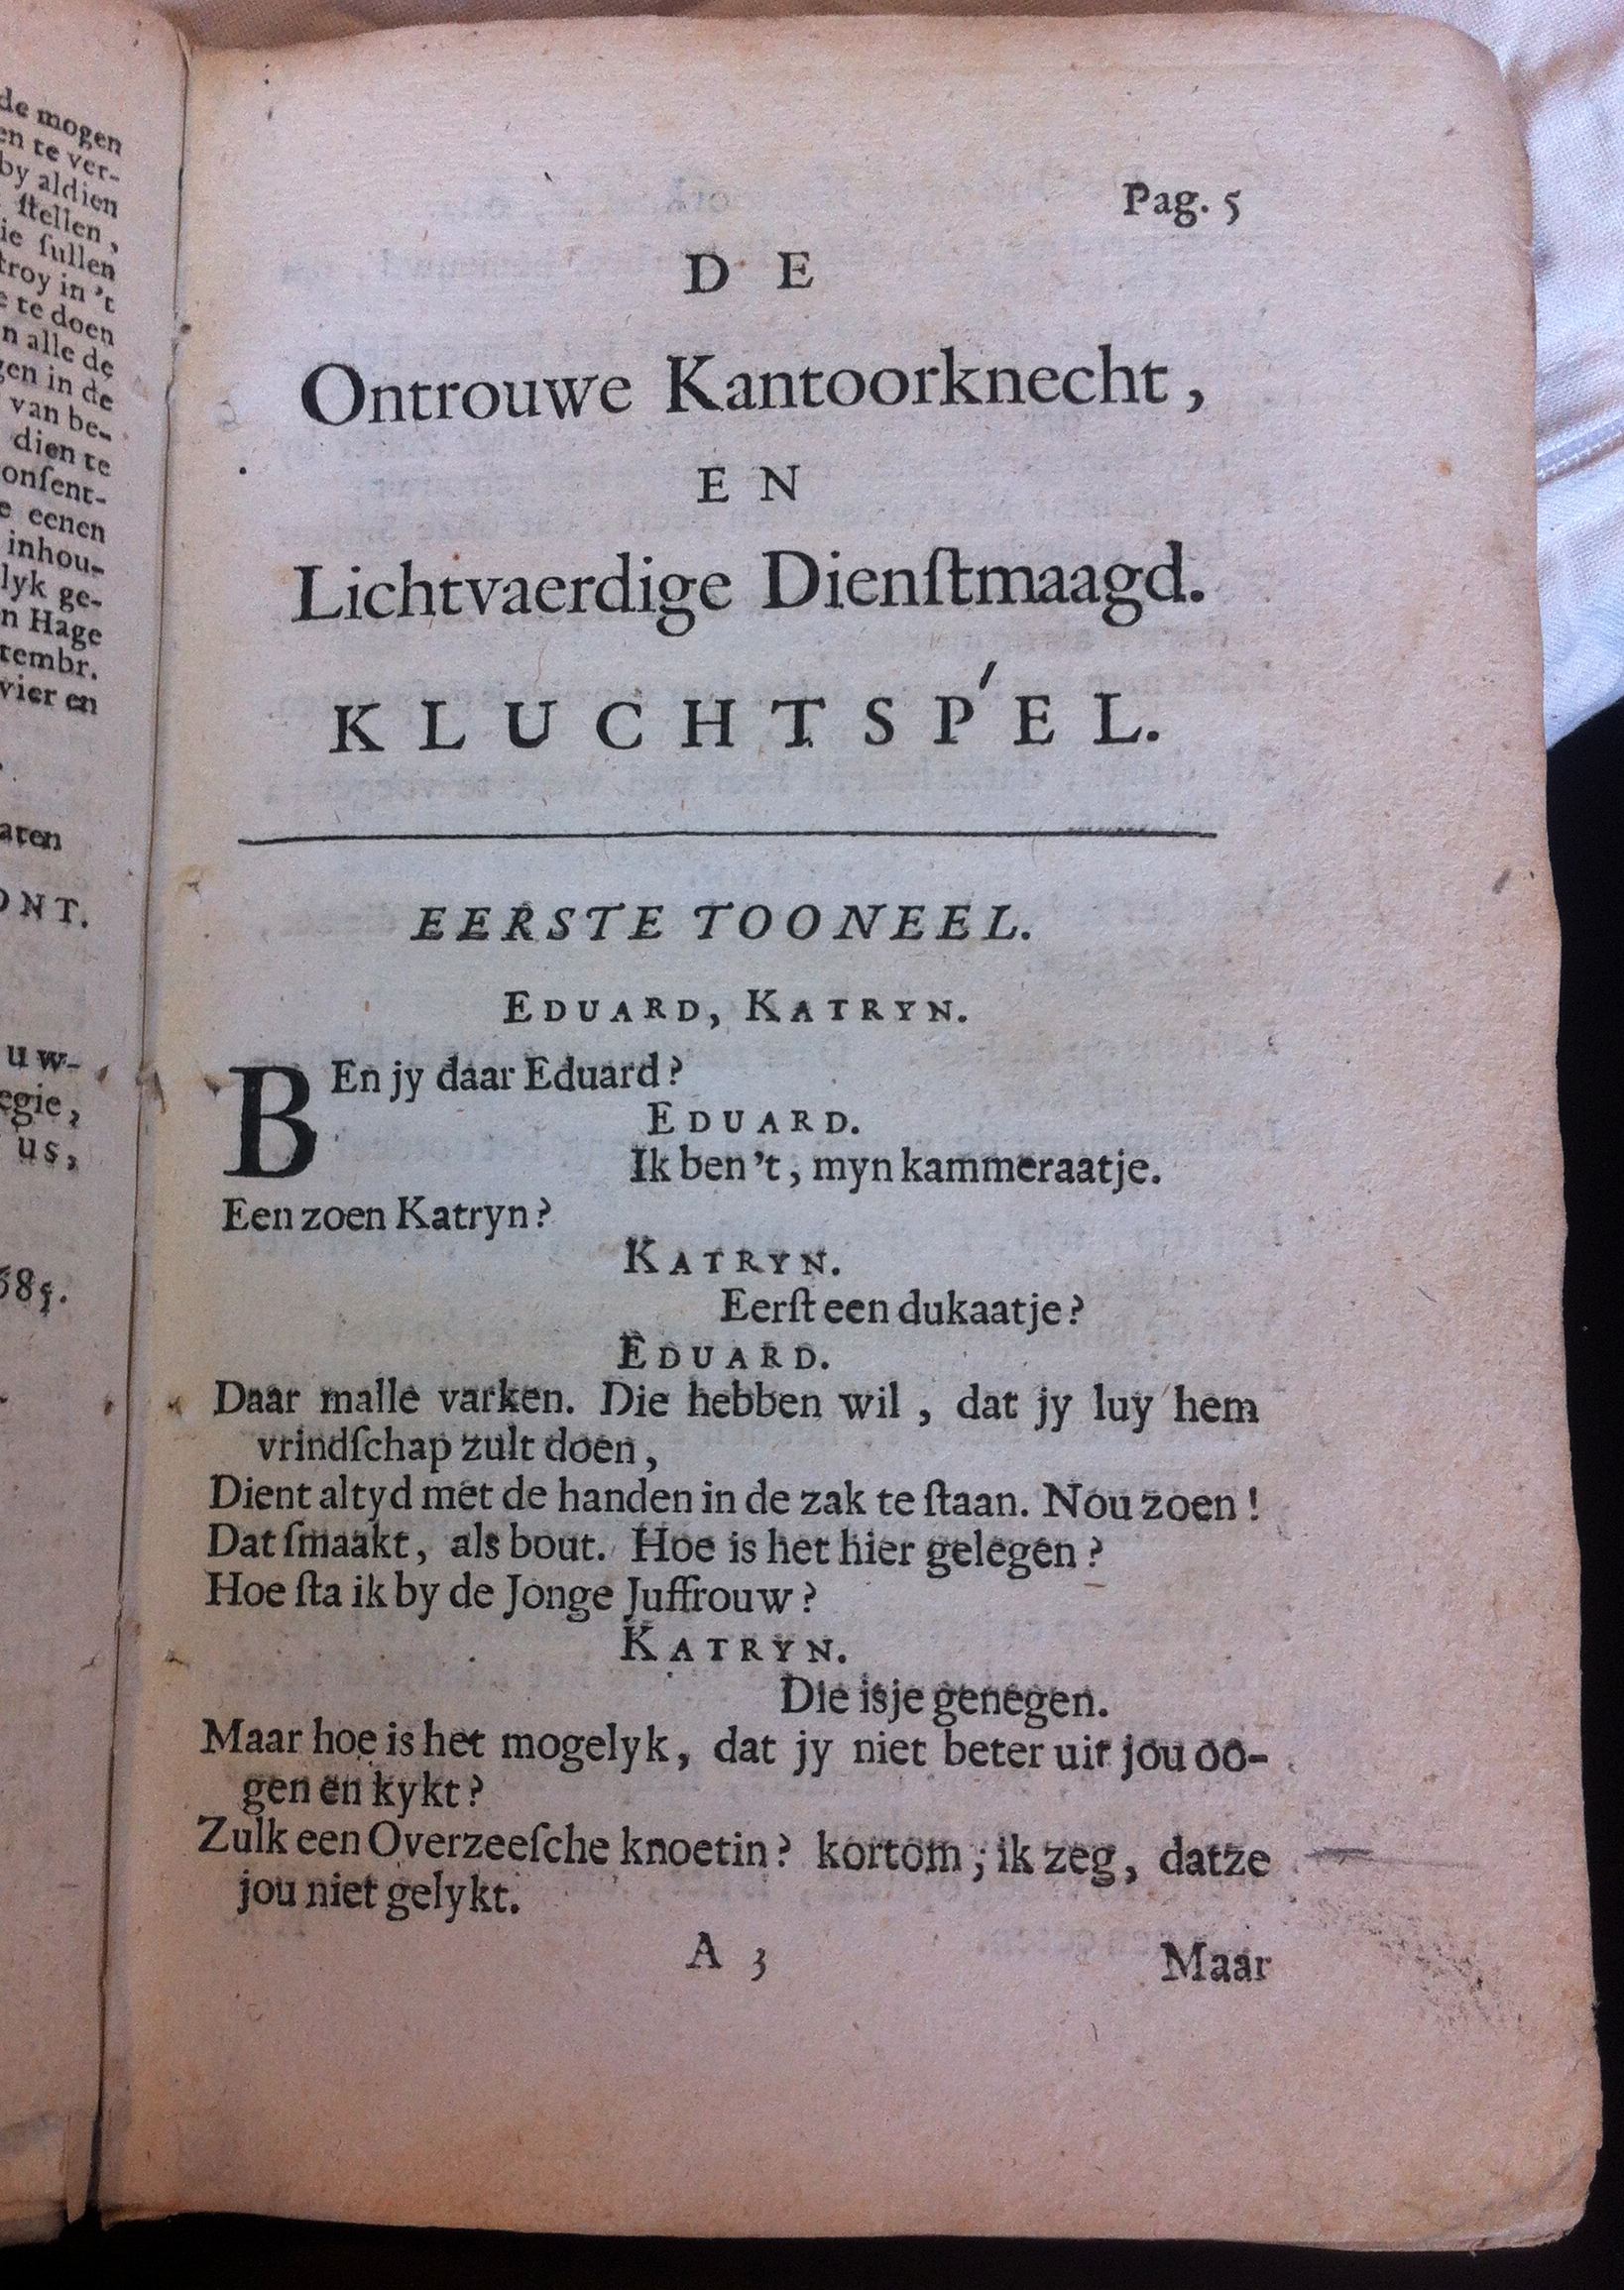 de mogen
en te ver-
by aldien
stellen,
ie ſullen
troy in 't
e te doen
n alle de
gen in de
van be-
dien te
onſent-
e eenen
inhou-
lyk ge-
n Hage
tembr.
vier en
aten
ONT.
uw-
egie,
us,
685.
Pag. 5
DE
Ontrouwe Kantoorknecht,
EN
Lichtvaerdige Dienſtmaagd.
KLUCHTSPEL.
EERSTE TOONEEL.
EDUARD, KATRYN.
BEn jy daar Eduard?
EDUARD.
Ik ben 't, myn kammeraatje.
Een zoen Katryn?
KATRYN.
Eerſt een dukaatje?
EDUARD.
Daar malle varken. Die hebben wil, dat jy luy hem
vrindſchap zult doen,
Dient altyd met de handen in de zak te ſtaan. Nou zoen!
Dat ſmaakt, als bout. Hoe is het hier gelegen?
Hoe ſta ik by de Jonge Juffrouw?
KATRYN.
Die isje genegen.
Maar hoe is het mogelyk, dat jy niet beter uit jou oo-
gen en kykt?
Zulk een Overzeeſche knoetin? kortom; ik zeg, datze
jou niet gelykt.
A 3
Maar